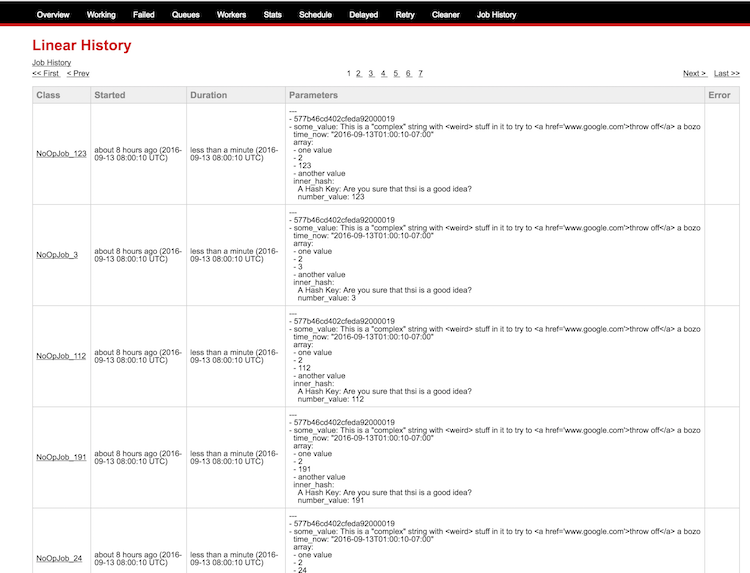 Overview Working Failed Queues Workers Stats Schedule Delayed Retry Cleaner Job History
Linear History
Job History
<< First < Prev 1 2 3 4 5 6 7 Next > Last >>
Class Started Duration Parameters Error
NoOpJob_123
about 8 hours ago (2016-
09-13 08:00:10 UTC)
less than a minute (2016-
09-13 08:00:10 UTC)
---
- 577b46cd402cfeda92000019
- some_value: This is a "complex" string with <weird> stuff in it to try to <a href='www.google.com'>throw off</a> a bozo
time_now: "2016-09-13T01:00:10-07:00"
array:
- one value
- 2
- 123
- another value
inner_hash:
A Hash Key: Are you sure that thsi is a good idea?
number_value: 123
NoOpJob_3
about 8 hours ago (2016-
09-13 08:00:10 UTC)
less than a minute (2016-
09-13 08:00:10 UTC)
---
- 577b46cd402cfeda92000019
- some_value: This is a "complex" string with <weird> stuff in it to try to <a href='www.google.com'>throw off</a> a bozo
time_now: "2016-09-13T01:00:10-07:00"
array:
- one value
- 2
- 3
- another value
inner_hash:
A Hash Key: Are you sure that thsi is a good idea?
number_value: 3
NoOpJob_112
about 8 hours ago (2016-
09-13 08:00:10 UTC)
less than a minute (2016-
09-13 08:00:10 UTC)
---
- 577b46cd402cfeda92000019
- some_value: This is a "complex" string with <weird> stuff in it to try to <a href='www.google.com'>throw off</a> a bozo
time_now: "2016-09-13T01:00:10-07:00"
array:
- one value
- 2
- 112
- another value
inner_hash:
A Hash Key: Are you sure that thsi is a good idea?
number_value: 112
NoOpJob_191
about 8 hours ago (2016-
09-13 08:00:10 UTC)
less than a minute (2016-
09-13 08:00:10 UTC)
---
- 577b46cd402cfeda92000019
- some_value: This is a "complex" string with <weird> stuff in it to try to <a href='www.google.com'>throw off</a> a bozo
time_now: "2016-09-13T01:00:10-07:00"
array:
- one value
- 2
- 191
- another value
inner_hash:
A Hash Key: Are you sure that thsi is a good idea?
number_value: 191
NoOpJob_24
about 8 hours ago (2016-
09-13 08:00:10 UTC)
less than a minute (2016-
09-13 08:00:10 UTC)
---
- 577b46cd402cfeda92000019
- some_value: This is a "complex" string with <weird> stuff in it to try to <a href='www.google.com'>throw off</a> a bozo
time_now: "2016-09-13T01:00:10-07:00"
array:
- one value
- 2
- 24